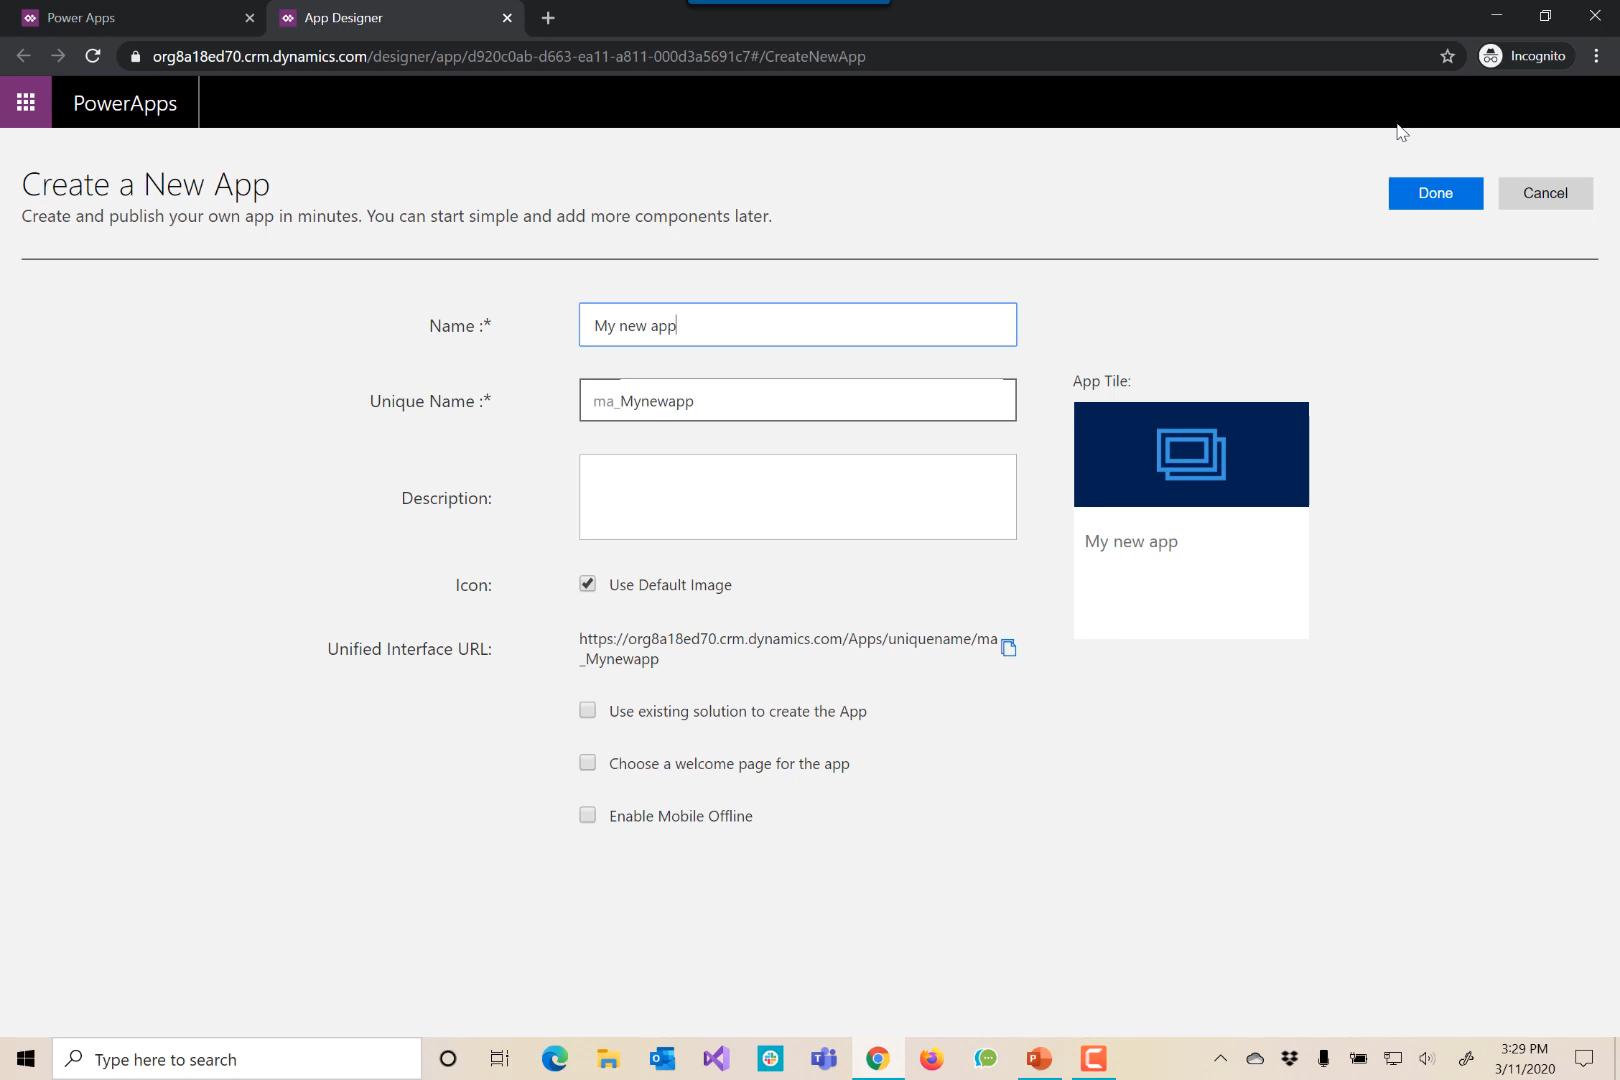 Power Apps
App Designer
org8a18ed70.crm.dynamics.com/designer/app/d920c0ab-d663-ea11-a811-000d3a5691c7#/CreateNewApp
Incognito
PowerApps
Create a New App
Create and publish your own app in minutes. You can start simple and add more components later.
Done
Cancel
Name :*
My new app
Unique Name :*
ma_Mynewapp
App Tile:
My new app
Description:
Icon:
Use Default Image
Unified Interface URL:
https://org8a18ed70.crm.dynamics.com/Apps/uniquename/ma
_Mynewapp
Use existing solution to create the App
Choose a welcome page for the app
Enable Mobile Offline
Type here to search
3:29 PM
3/11/2020